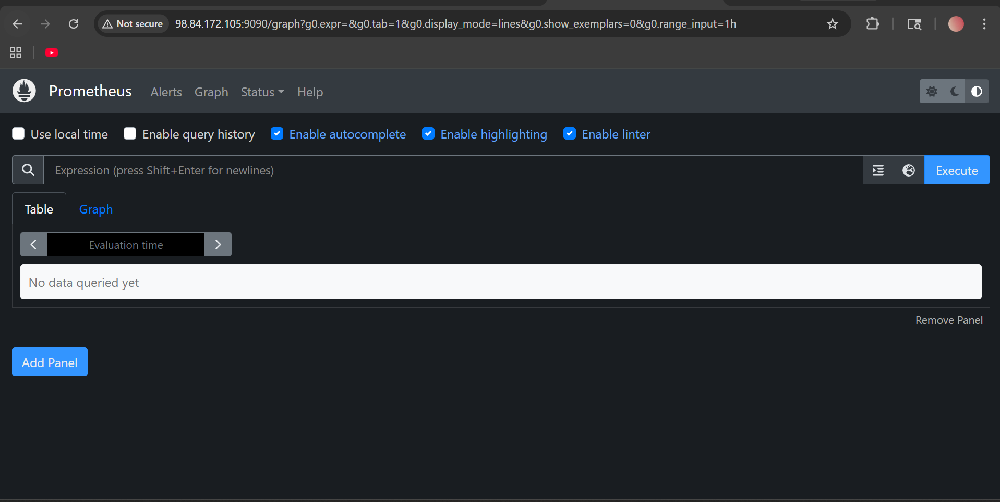 Not secure 98.84.172.105:9090/graph?g0.expr=&g0.tab=1&g0.display_mode=lines&g0.show_exemplars=0&g0.range_input=1h
Prometheus Alerts Graph Status Help
Use local time Enable query history Enable autocomplete Enable highlighting Enable linter
Expression (press Shift+Enter for newlines) Execute
Table Graph
Evaluation time
No data queried yet
Remove Panel
Add Panel